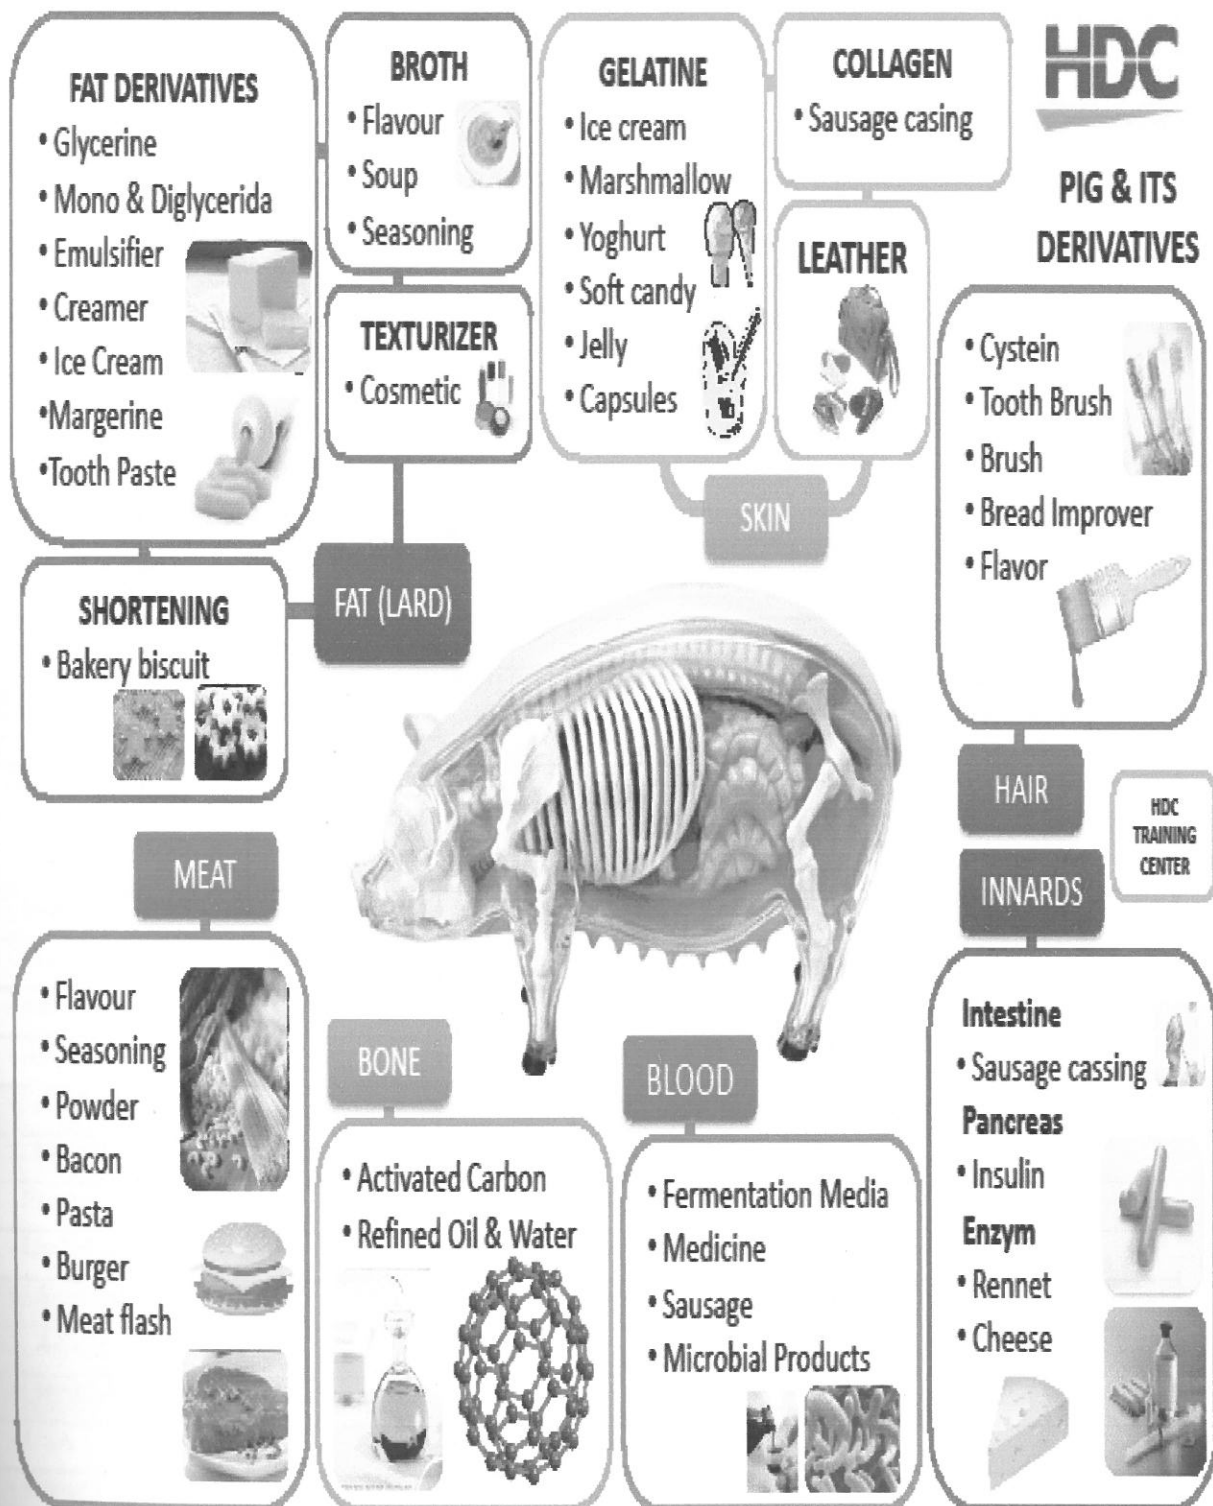 FAT DERIVATIVES
• Glycerine
• Mono & Diglycerida
• Emulsifier
• Creamer
• Ice Cream
•Margerine
•Tooth Paste
BROTH
• Flavour
• Soup
• Seasoning
TEXTURIZER
• Cosmetic
GELATINE
• Ice cream
• Marshmallow
• Yoghurt
• Soft candy
• Jelly
• Capsules
COLLAGEN
• Sausage casing
LEATHER
HDC
PIG & ITS
DERIVATIVES
• Cystein
• Tooth Brush
• Brush
• Bread Improver
• Flavor
SKIN
FAT (LARD)
SHORTENING
• Bakery biscuit
HAIR
HDC
TRAINING
CENTER
MEAT
• Flavour
• Seasoning
• Powder
• Bacon
• Pasta
• Burger
• Meat flash
BONE
• Activated Carbon
• Refined Oil & Water
BLOOD
• Fermentation Media
• Medicine
• Sausage
• Microbial Products
INNARDS
Intestine
• Sausage cassing
Pancreas
• Insulin
Enzym
• Rennet
• Cheese